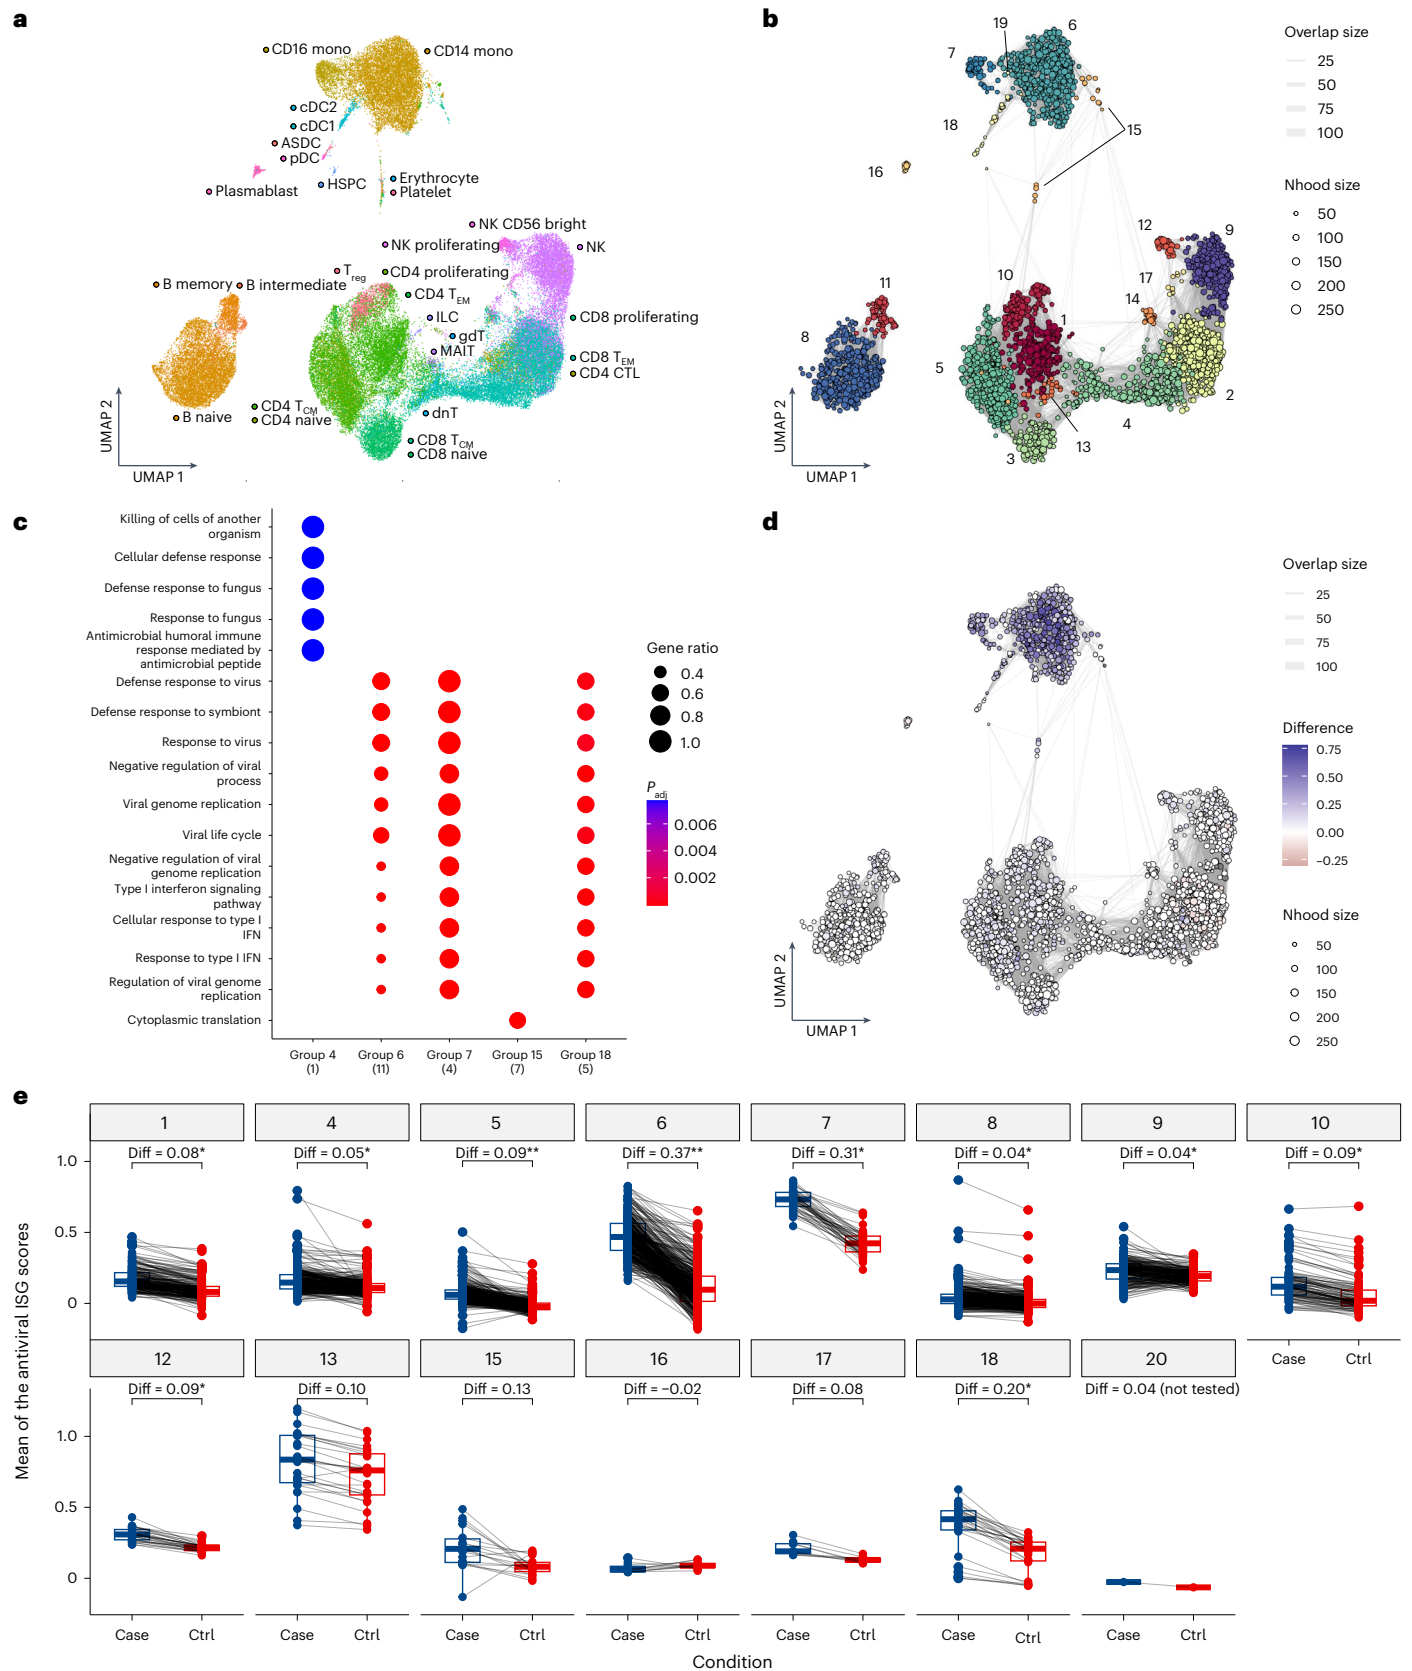 a
CD16 mono
CD14 mono
cDC2
cDC1
ASDC
pDC
Plasmablast
HSPC
Erythrocyte
Platelet
NK CD56 bright
NK proliferating
NK
Treg
CD4 proliferating
B memory
B intermediate
CD4 TEM
ILC
CD8 proliferating
gdT
MAIT
CD8 TEM
CD4 CTL
B naive
CD4 TCM
CD4 naive
dnT
CD8 TCM
CD8 naive
UMAP 2
UMAP 1
b
19
6
7
18
15
16
12
9
10
17
11
14
1
8
5
2
4
13
3
UMAP 2
UMAP 1
Overlap size
25
50
75
100
Nhood size
50
100
150
200
250
c
Killing of cells of another
organism
Cellular defense response
Defense response to fungus
Response to fungus
Antimicrobial humoral immune
response mediated by
antimicrobial peptide
Defense response to virus
Defense response to symbiont
Response to virus
Negative regulation of viral
process
Viral genome replication
Viral life cycle
Negative regulation of viral
genome replication
Type I interferon signaling
pathway
Cellular response to type I
IFN
Response to type I IFN
Regulation of viral genome
replication
Cytoplasmic translation
Group 4
(1)
Group 6
(11)
Group 7
(4)
Group 15
(7)
Group 18
(5)
Gene ratio
0.4
0.6
0.8
1.0
Padj
0.006
0.004
0.002
d
UMAP 2
UMAP 1
Overlap size
25
50
75
100
Difference
0.75
0.50
0.25
0.00
−0.25
Nhood size
50
100
150
200
250
e
Mean of the antiviral ISG scores
1 4 5 6 7 8 9 10
Diff = 0.08* Diff = 0.05* Diff = 0.09** Diff = 0.37** Diff = 0.31* Diff = 0.04* Diff = 0.04* Diff = 0.09*
1.0
0.5
0
Case Ctrl
12 13 15 16 17 18 20
Diff = 0.09* Diff = 0.10 Diff = 0.13 Diff = −0.02 Diff = 0.08 Diff = 0.20* Diff = 0.04 (not tested)
1.0
0.5
0
Case Ctrl Case Ctrl Case Ctrl Case Ctrl Case Ctrl Case Ctrl Case Ctrl
Condition